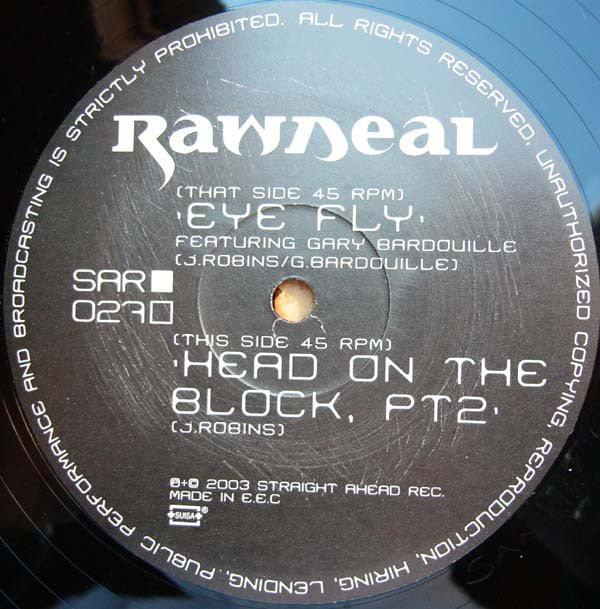 PERFORMANCE AND BROADCASTING IS STRICTLY PROHIBITED. ALL RIGHTS RESERVED, UNAUTHORIZED COPYING, REPRODUCTION, HIRING, LENDING, PUBLIC
RAWDEAL
(THAT SIDE 45 RPM)
'EYE FLY'
FEATURING GARY BARDOUILLE
(J.ROBINS/G.BARDOUILLE)
SAR
027
(THIS SIDE 45 RPM)
'HEAD ON THE
BLOCK, PT2'
(J.ROBINS)
℗+© 2003 STRAIGHT AHEAD REC.
MADE IN E.E.C
SUISA®